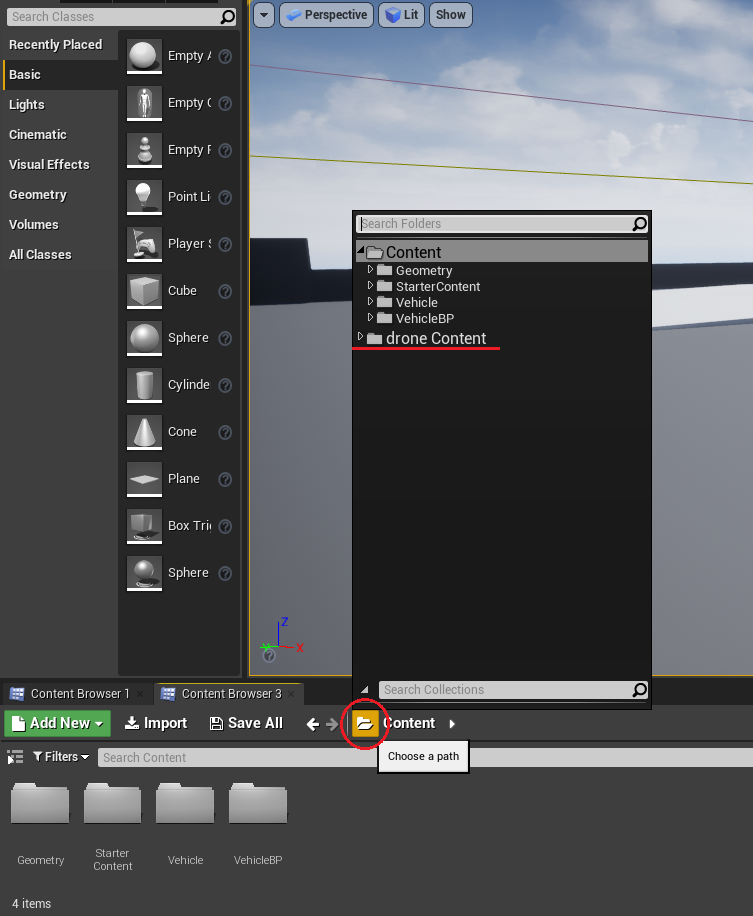 Search Classes
Recently Placed
Basic
Lights
Cinematic
Visual Effects
Geometry
Volumes
All Classes
Empty A
Empty C
Empty P
Point Li
Player S
Cube
Sphere
Cylinde
Cone
Plane
Box Trig
Sphere
Perspective
Lit
Show
Search Folders
Content
Geometry
StarterContent
Vehicle
VehicleBP
drone Content
Search Collections
Z
Y
X
Content Browser 1
Content Browser 3
Add New
Import
Save All
Content
Choose a path
Filters
Search Content
Geometry
Starter
Content
Vehicle
VehicleBP
4 items